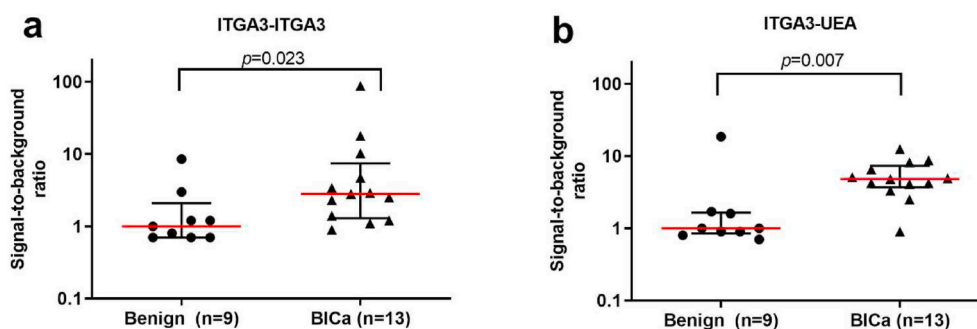 a
ITGA3-ITGA3
p=0.023
100
10
1
0.1
Signal-to-background
ratio
Benign (n=9)
BlCa (n=13)
b
ITGA3-UEA
p=0.007
100
10
1
0.1
Signal-to-background
ratio
Benign (n=9)
BlCa (n=13)